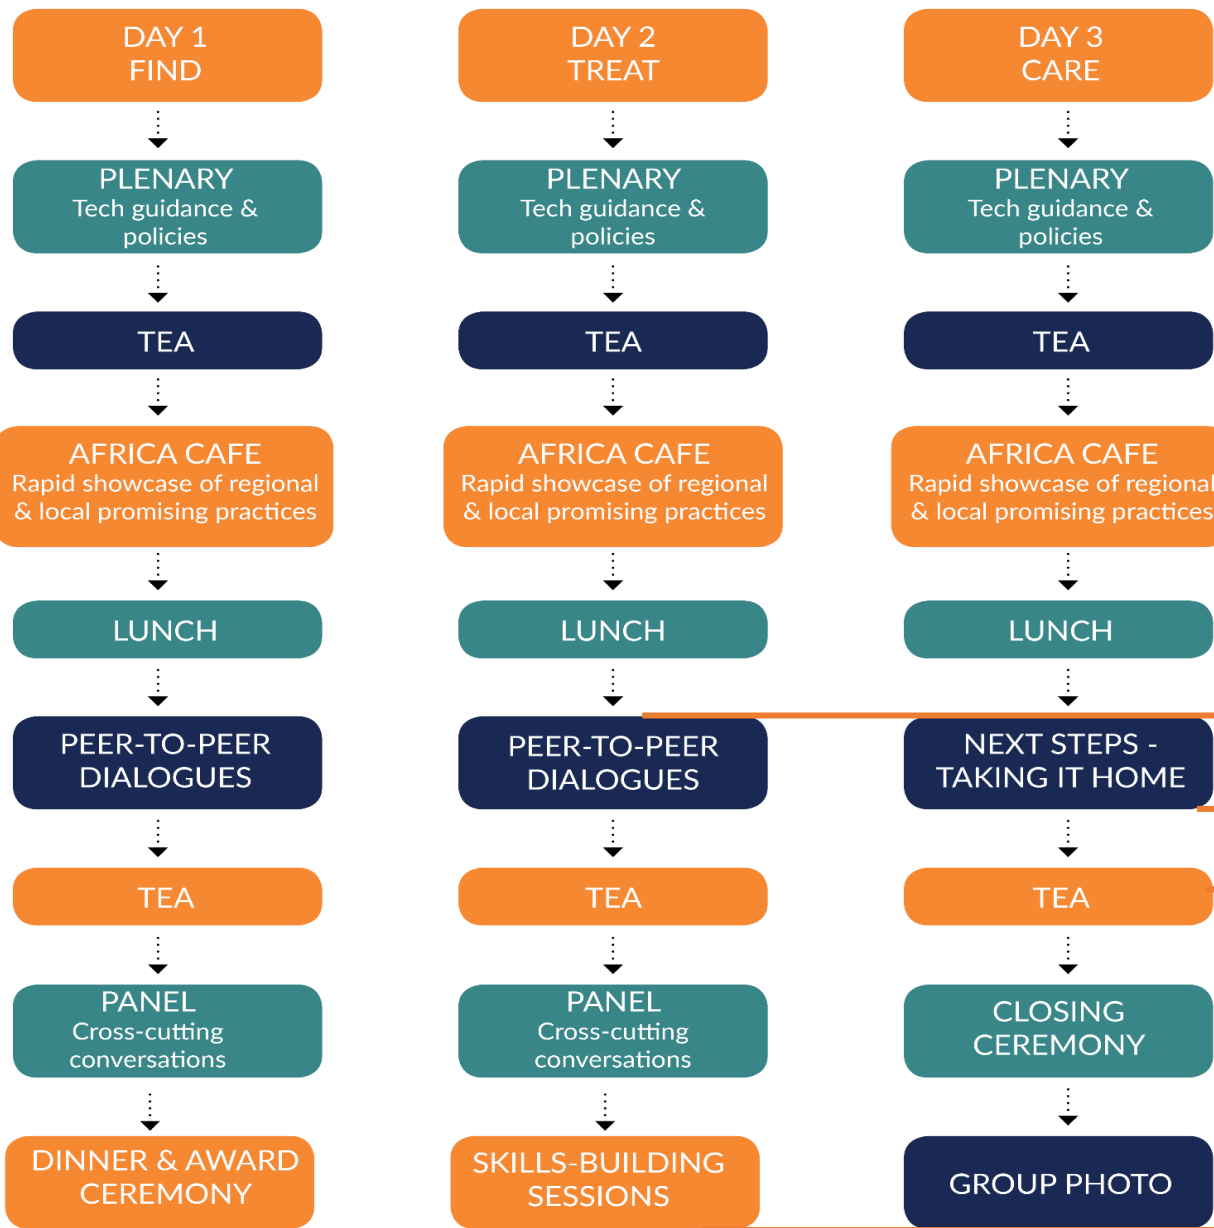 DAY 1
FIND
PLENARY
Tech guidance &
policies
TEA
AFRICA CAFE
Rapid showcase of regional
& local promising practices
LUNCH
PEER-TO-PEER
DIALOGUES
TEA
PANEL
Cross-cutting
conversations
DINNER & AWARD
CEREMONY
DAY 2
TREAT
PLENARY
Tech guidance &
policies
TEA
AFRICA CAFE
Rapid showcase of regional
& local promising practices
LUNCH
PEER-TO-PEER
DIALOGUES
TEA
PANEL
Cross-cutting
conversations
SKILLS-BUILDING
SESSIONS
DAY 3
CARE
PLENARY
Tech guidance &
policies
TEA
AFRICA CAFE
Rapid showcase of regional
& local promising practices
LUNCH
NEXT STEPS -
TAKING IT HOME
TEA
CLOSING
CEREMONY
GROUP PHOTO